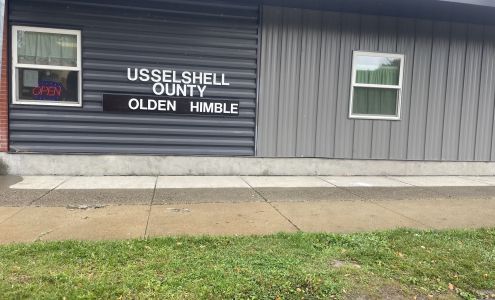 OPEN
USSELSHELL
OUNTY
OLDEN HIMBLE